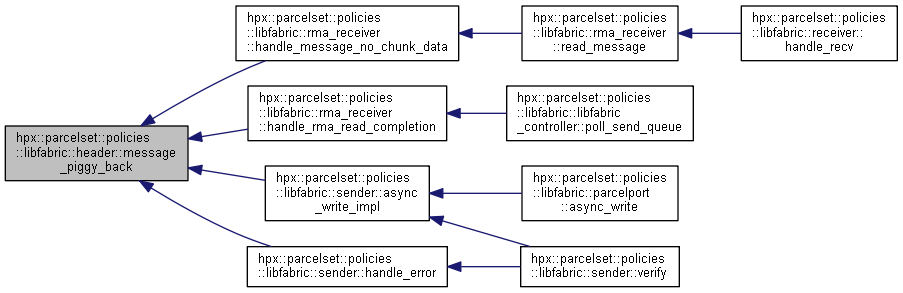 hpx::parcelset::policies
::libfabric::header::message
_piggy_back
hpx::parcelset::policies
::libfabric::rma_receiver
::handle_message_no_chunk_data
hpx::parcelset::policies
::libfabric::rma_receiver
::read_message
hpx::parcelset::policies
::libfabric::receiver::
handle_recv
hpx::parcelset::policies
::libfabric::rma_receiver
::handle_rma_read_completion
hpx::parcelset::policies
::libfabric::libfabric
_controller::poll_send_queue
hpx::parcelset::policies
::libfabric::sender::async
_write_impl
hpx::parcelset::policies
::libfabric::parcelport
::async_write
hpx::parcelset::policies
::libfabric::sender::handle_error
hpx::parcelset::policies
::libfabric::sender::verify